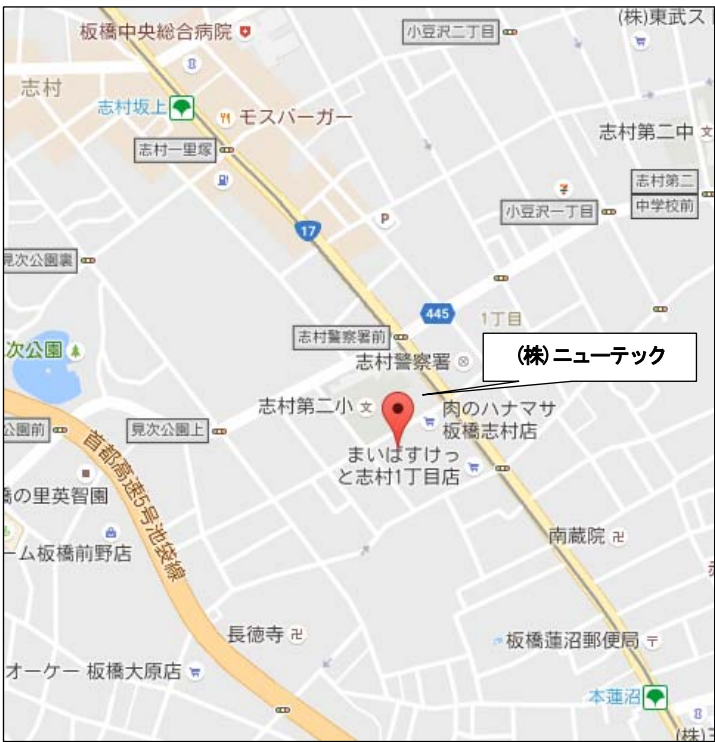 (株)東武ス
板橋中央総合病院
小豆沢二丁目
志村
志村坂上
モスバーガー
志村第二中
志村一里塚
志村第二
中学校前
小豆沢一丁目
P
17
見次公園裏
445
1丁目
志村警察署前
次公園
志村警察署
(株)ニューテック
志村第二小
肉のハナマサ
板橋志村店
公園前
見次公園上
まいばすけっ
と志村1丁目店
首都高速5号池袋線
橋の里英智園
南蔵院
ーム板橋前野店
長徳寺
板橋蓮沼郵便局
オーケー 板橋大原店
本蓮沼
(株)